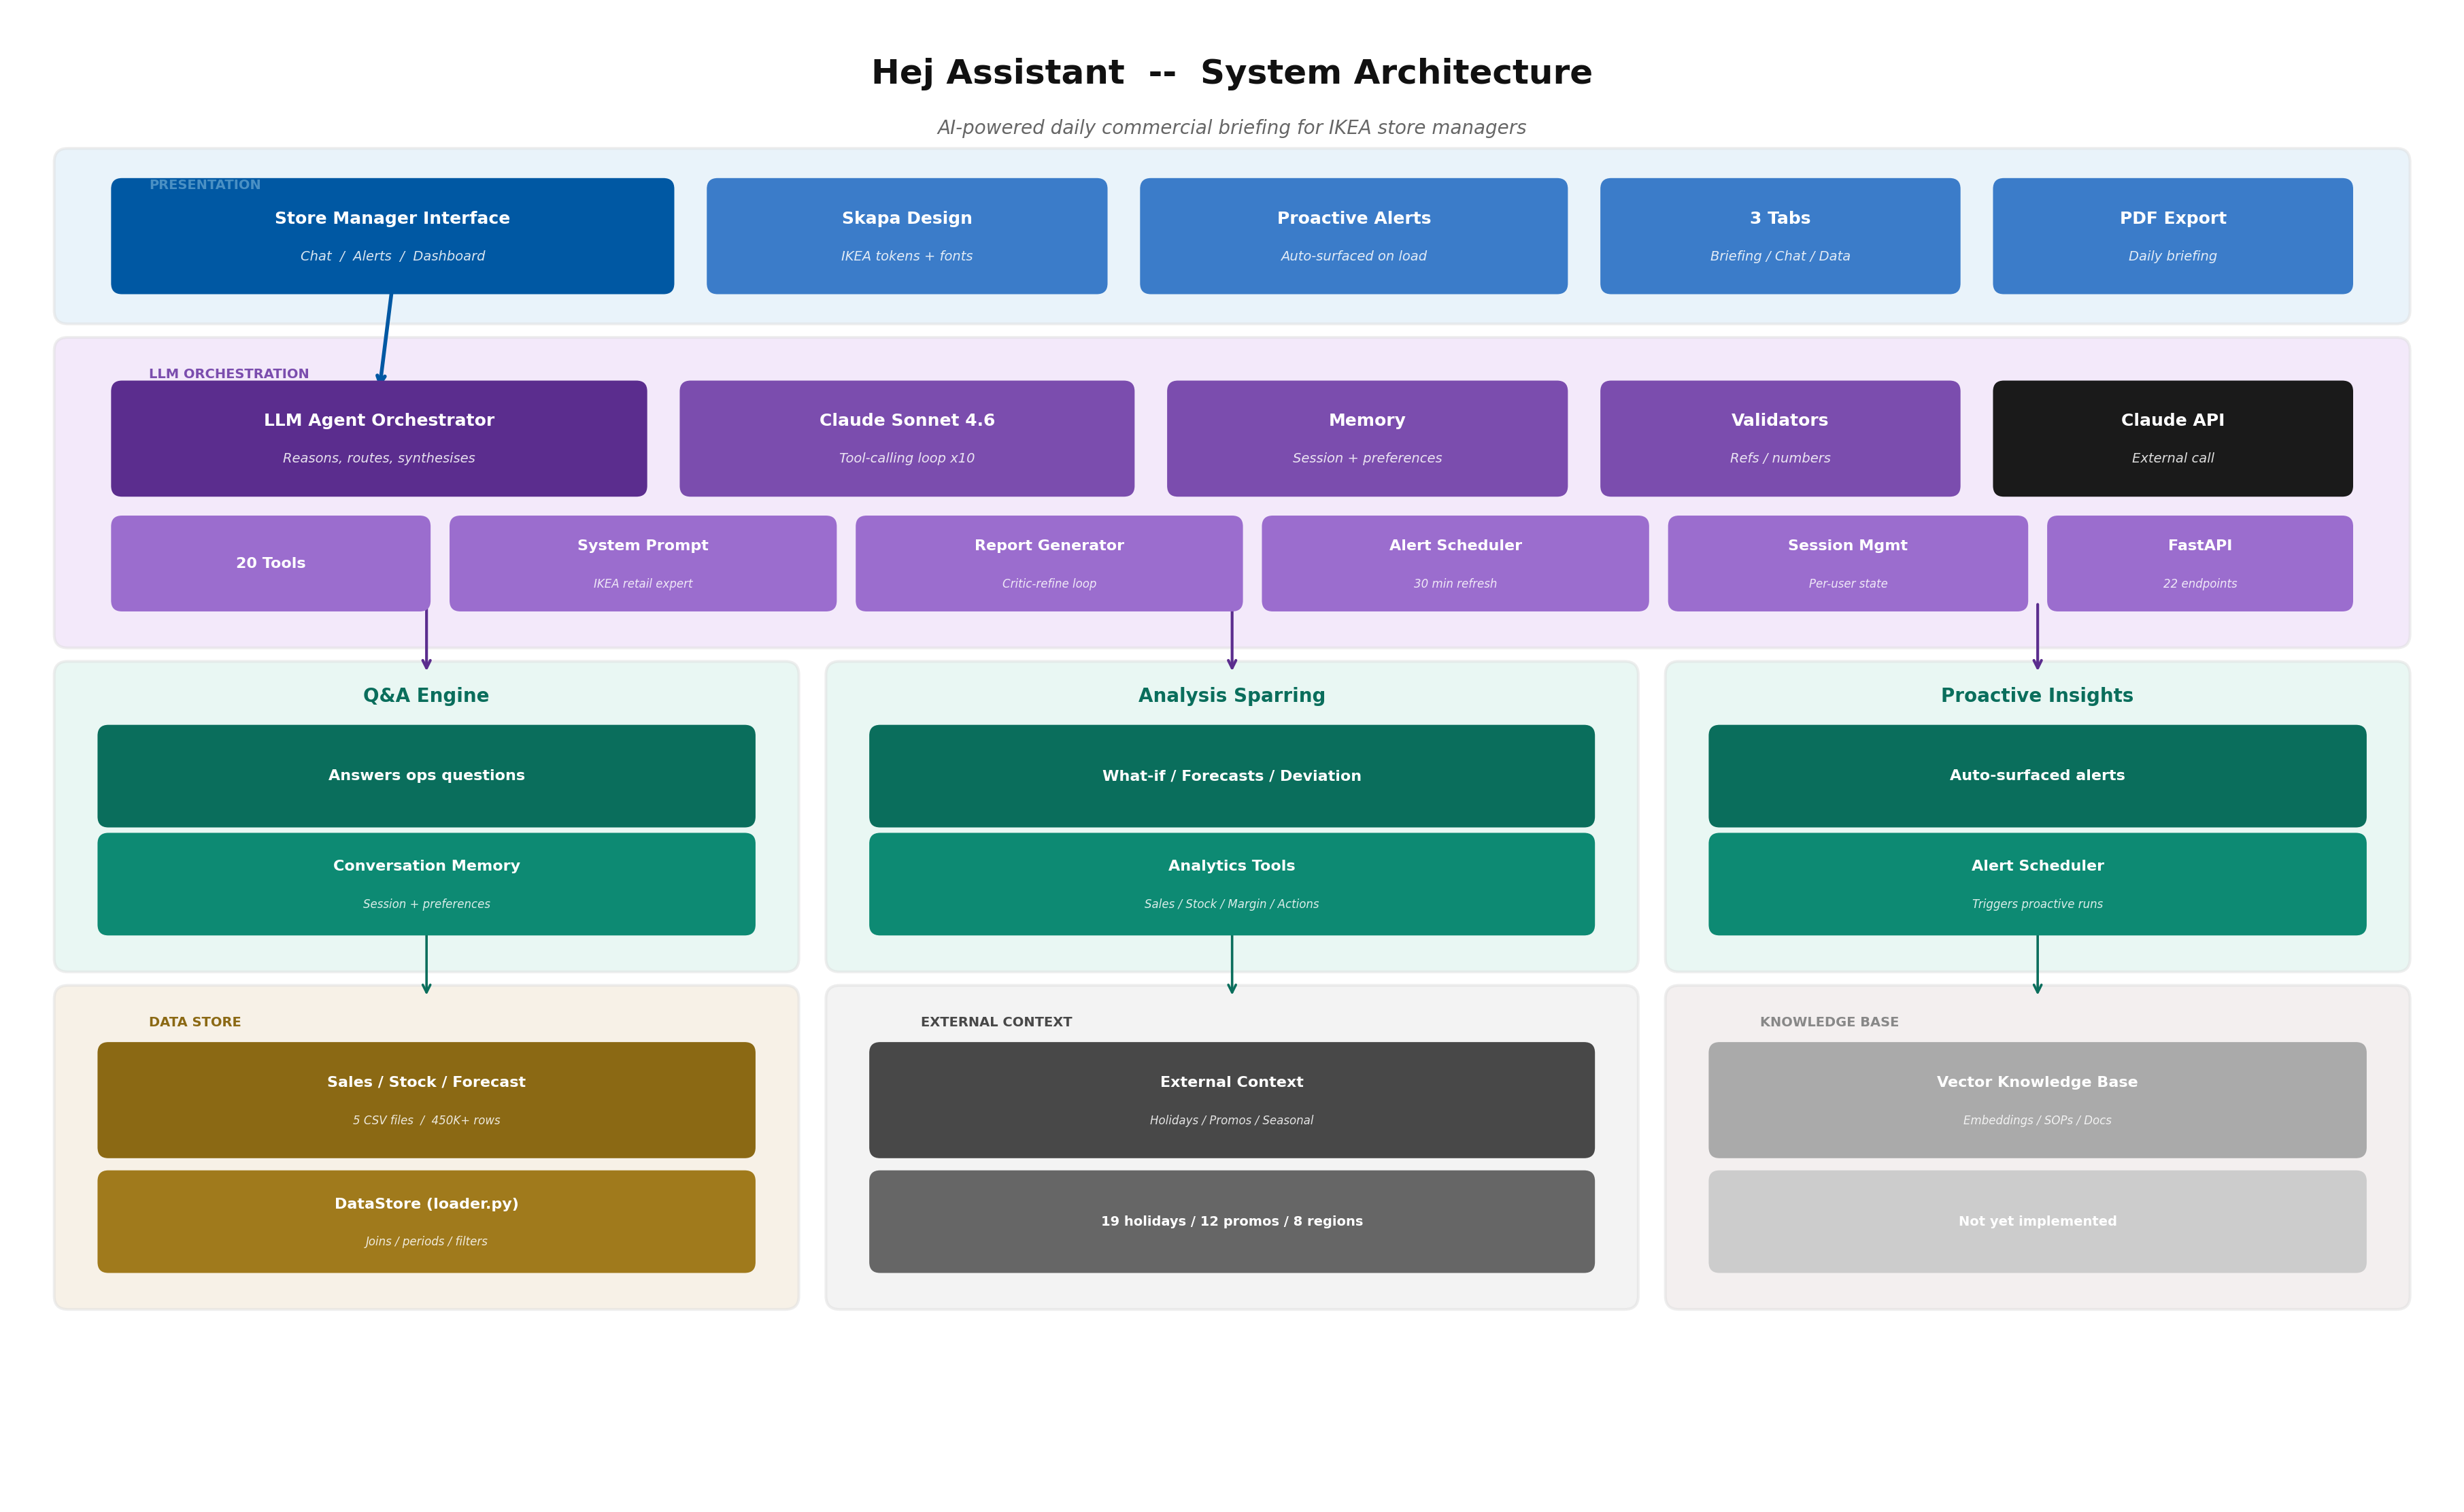 Hej Assistant -- System Architecture
AI-powered daily commercial briefing for IKEA store managers
PRESENTATION
Store Manager Interface
Chat / Alerts / Dashboard
Skapa Design
IKEA tokens + fonts
Proactive Alerts
Auto-surfaced on load
3 Tabs
Briefing / Chat / Data
PDF Export
Daily briefing
LLM ORCHESTRATION
LLM Agent Orchestrator
Reasons, routes, synthesises
Claude Sonnet 4.6
Tool-calling loop x10
Memory
Session + preferences
Validators
Refs / numbers
Claude API
External call
20 Tools
System Prompt
IKEA retail expert
Report Generator
Critic-refine loop
Alert Scheduler
30 min refresh
Session Mgmt
Per-user state
FastAPI
22 endpoints
Q&A Engine
Answers ops questions
Conversation Memory
Session + preferences
Analysis Sparring
What-if / Forecasts / Deviation
Analytics Tools
Sales / Stock / Margin / Actions
Proactive Insights
Auto-surfaced alerts
Alert Scheduler
Triggers proactive runs
DATA STORE
Sales / Stock / Forecast
5 CSV files / 450K+ rows
DataStore (loader.py)
Joins / periods / filters
EXTERNAL CONTEXT
External Context
Holidays / Promos / Seasonal
19 holidays / 12 promos / 8 regions
KNOWLEDGE BASE
Vector Knowledge Base
Embeddings / SOPs / Docs
Not yet implemented